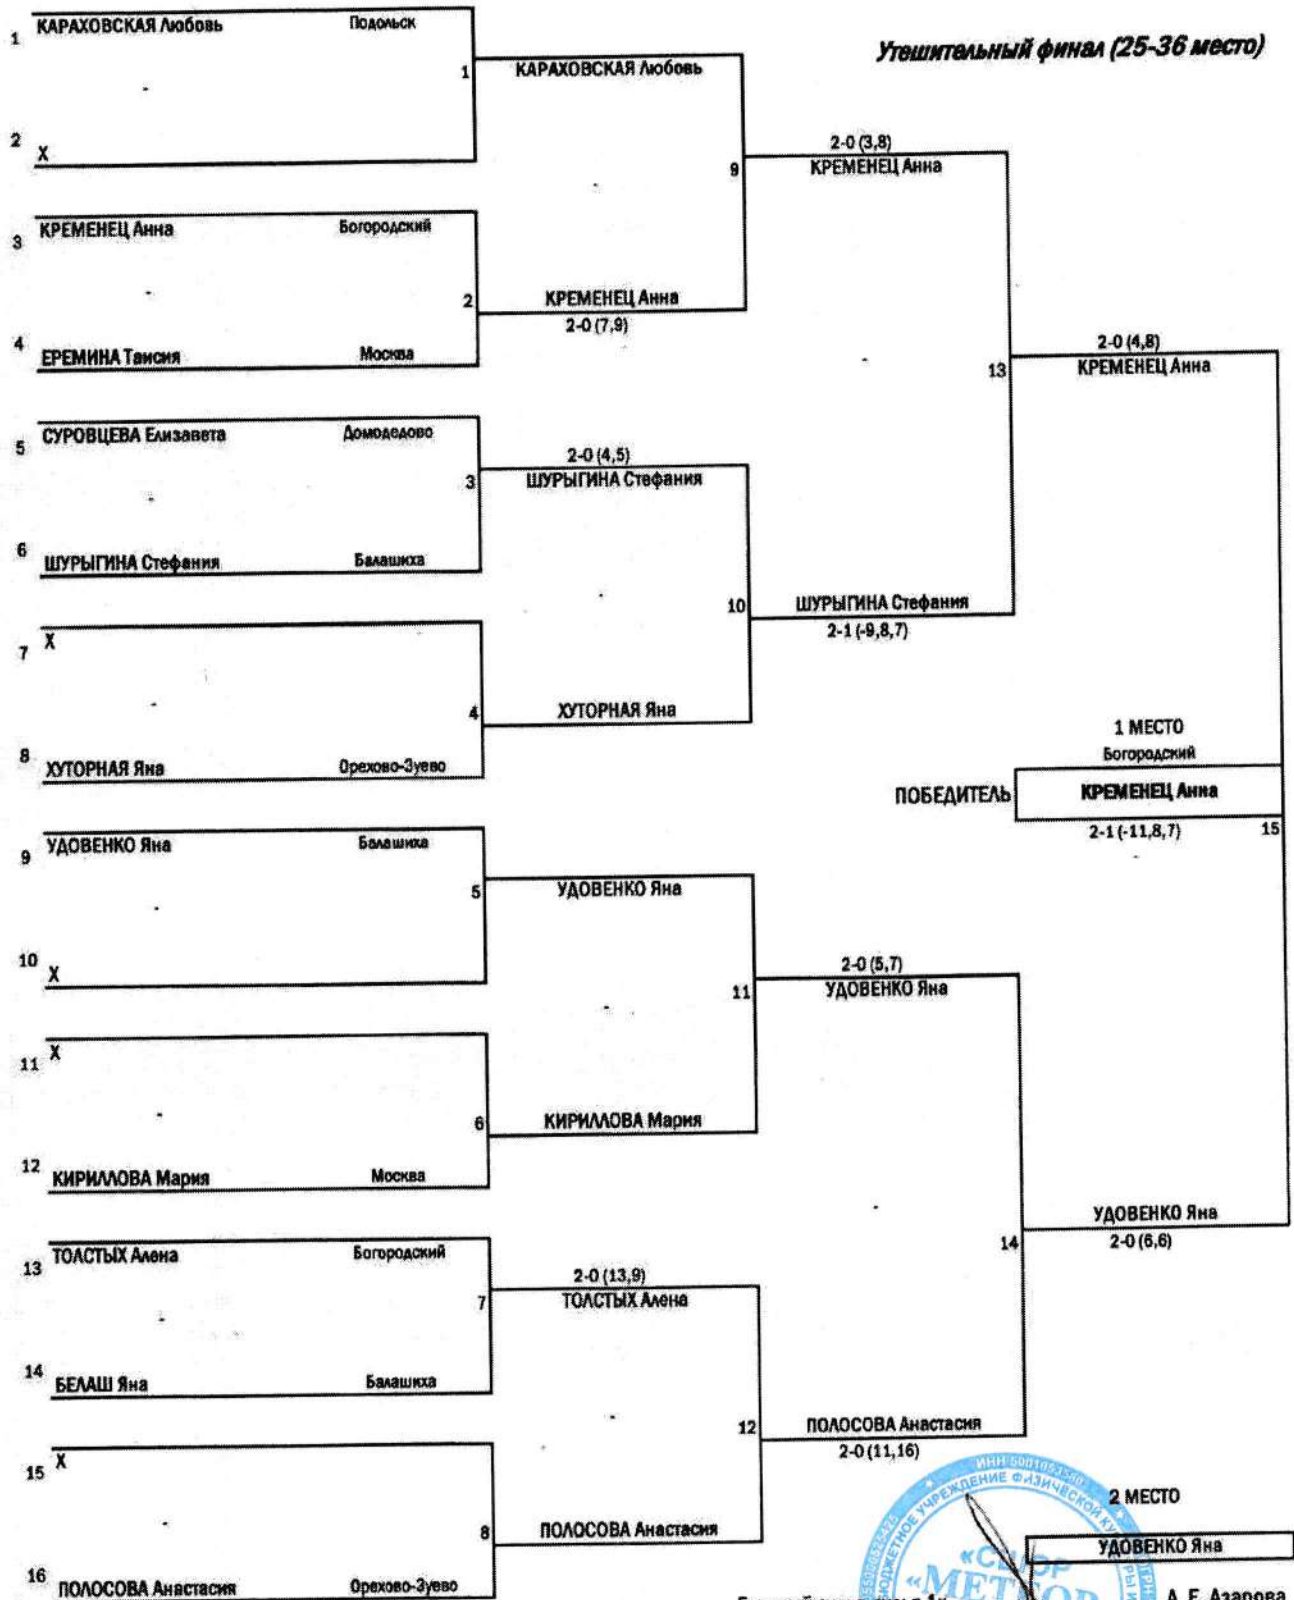 Утешительный финал (25-36 место)
1 КАРАХОВСКАЯ Любовь Подольск
1 КАРАХОВСКАЯ Любовь
2 X
2-0 (3,8)
9 КРЕМЕНЕЦ Анна
3 КРЕМЕНЕЦ Анна Богородский
2 КРЕМЕНЕЦ Анна
2-0 (7,9)
4 ЕРЕМИНА Таисия Москва
2-0 (4,8)
13 КРЕМЕНЕЦ Анна
5 СУРОВЦЕВА Елизавета Домодедово
2-0 (4,5)
3 ШУРЫГИНА Стефания
6 ШУРЫГИНА Стефания Балашиха
10 ШУРЫГИНА Стефания
2-1 (-9,8,7)
7 X
4 ХУТОРНАЯ Яна
8 ХУТОРНАЯ Яна Орехово-Зуево
1 МЕСТО
Богородский
ПОБЕДИТЕЛЬ КРЕМЕНЕЦ Анна
2-1 (-11,8,7) 15
9 УДОВЕНКО Яна Балашиха
5 УДОВЕНКО Яна
10 X
2-0 (5,7)
11 УДОВЕНКО Яна
11 X
6 КИРИЛЛОВА Мария
12 КИРИЛЛОВА Мария Москва
УДОВЕНКО Яна
14 2-0 (6,6)
13 ТОЛСТЫХ Алена Богородский
2-0 (13,9)
7 ТОЛСТЫХ Алена
14 БЕЛАШ Яна Балашиха
12 ПОЛОСОВА Анастасия
2-0 (11,16)
15 X
8 ПОЛОСОВА Анастасия
16 ПОЛОСОВА Анастасия Орехово-Зуево
2 МЕСТО
УДОВЕНКО Яна
БЮДЖЕТНОЕ УЧРЕЖДЕНИЕ ФИЗИЧЕСКОЙ
«СШОР
«МЕТЕОР
А. Е. Азарова